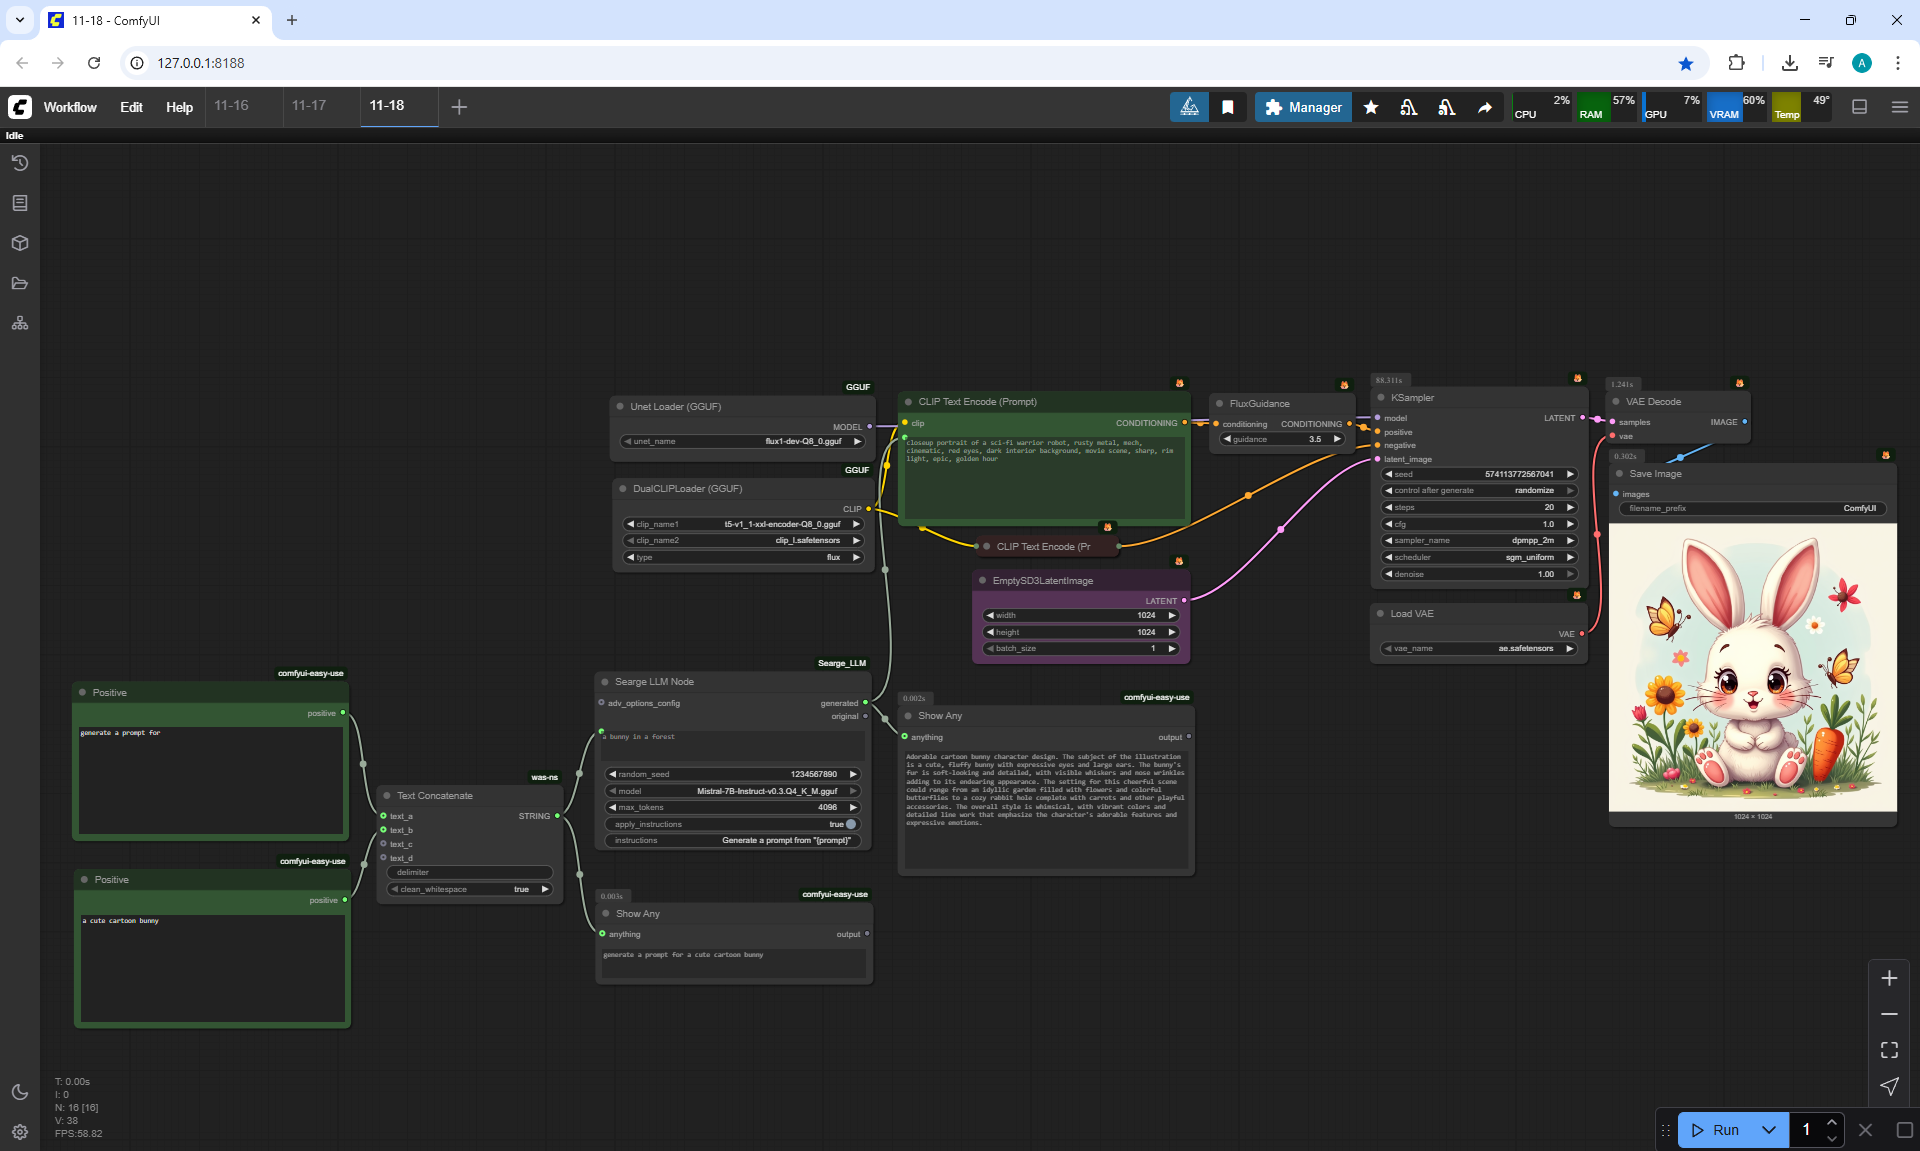 11-18 - ComfyUI
127.0.0.1:8188
A
Workflow
Edit
Help
11-16
11-17
11-18
Manager
2%
CPU
57%
RAM
7%
GPU
60%
VRAM
49°
Temp
Idle
GGUF
Unet Loader (GGUF)
MODEL
unet_name
flux1-dev-Q8_0.gguf
GGUF
DualCLIPLoader (GGUF)
CLIP
clip_name1
t5-v1_1-xxl-encoder-Q8_0.gguf
clip_name2
clip_l.safetensors
type
flux
CLIP Text Encode (Prompt)
clip
CONDITIONING
closeup portrait of a sci-fi warrior robot, rusty metal, mech,
cinematic, red eyes, dark interior background, movie scene, sharp, rim
light, epic, golden hour
CLIP Text Encode (Pr
EmptySD3LatentImage
LATENT
width
1024
height
1024
batch_size
1
FluxGuidance
conditioning
CONDITIONING
guidance
3.5
88.311s
KSampler
model
LATENT
positive
negative
latent_image
seed
574113772567041
control after generate
randomize
steps
20
cfg
1.0
sampler_name
dpmpp_2m
scheduler
sgm_uniform
denoise
1.00
Load VAE
VAE
vae_name
ae.safetensors
1.241s
VAE Decode
samples
IMAGE
vae
0.302s
Save Image
images
filename_prefix
ComfyUI
1024 × 1024
comfyui-easy-use
Positive
positive
generate a prompt for
comfyui-easy-use
Positive
positive
a cute cartoon bunny
was-ns
Text Concatenate
text_a
STRING
text_b
text_c
text_d
delimiter
clean_whitespace
true
Searge_LLM
Searge LLM Node
adv_options_config
generated
original
a bunny in a forest
random_seed
1234567890
model
Mistral-7B-Instruct-v0.3.Q4_K_M.gguf
max_tokens
4096
apply_instructions
true
instructions
Generate a prompt from "{prompt}"
0.003s
comfyui-easy-use
Show Any
anything
output
generate a prompt for a cute cartoon bunny
0.002s
comfyui-easy-use
Show Any
anything
output
Adorable cartoon bunny character design. The subject of the illustration
is a cute, fluffy bunny with expressive eyes and large ears. The bunny's
fur is soft-looking and detailed, with visible whiskers and nose wrinkles
adding to its endearing appearance. The setting for this cheerful scene
could range from an idyllic garden filled with flowers and colorful
butterflies to a cozy rabbit hole complete with carrots and other playful
accessories. The overall style is whimsical, with vibrant colors and
detailed line work that emphasize the character's adorable features and
expressive emotions.
T: 0.00s
I: 0
N: 16 [16]
V: 38
FPS:58.82
Run
1